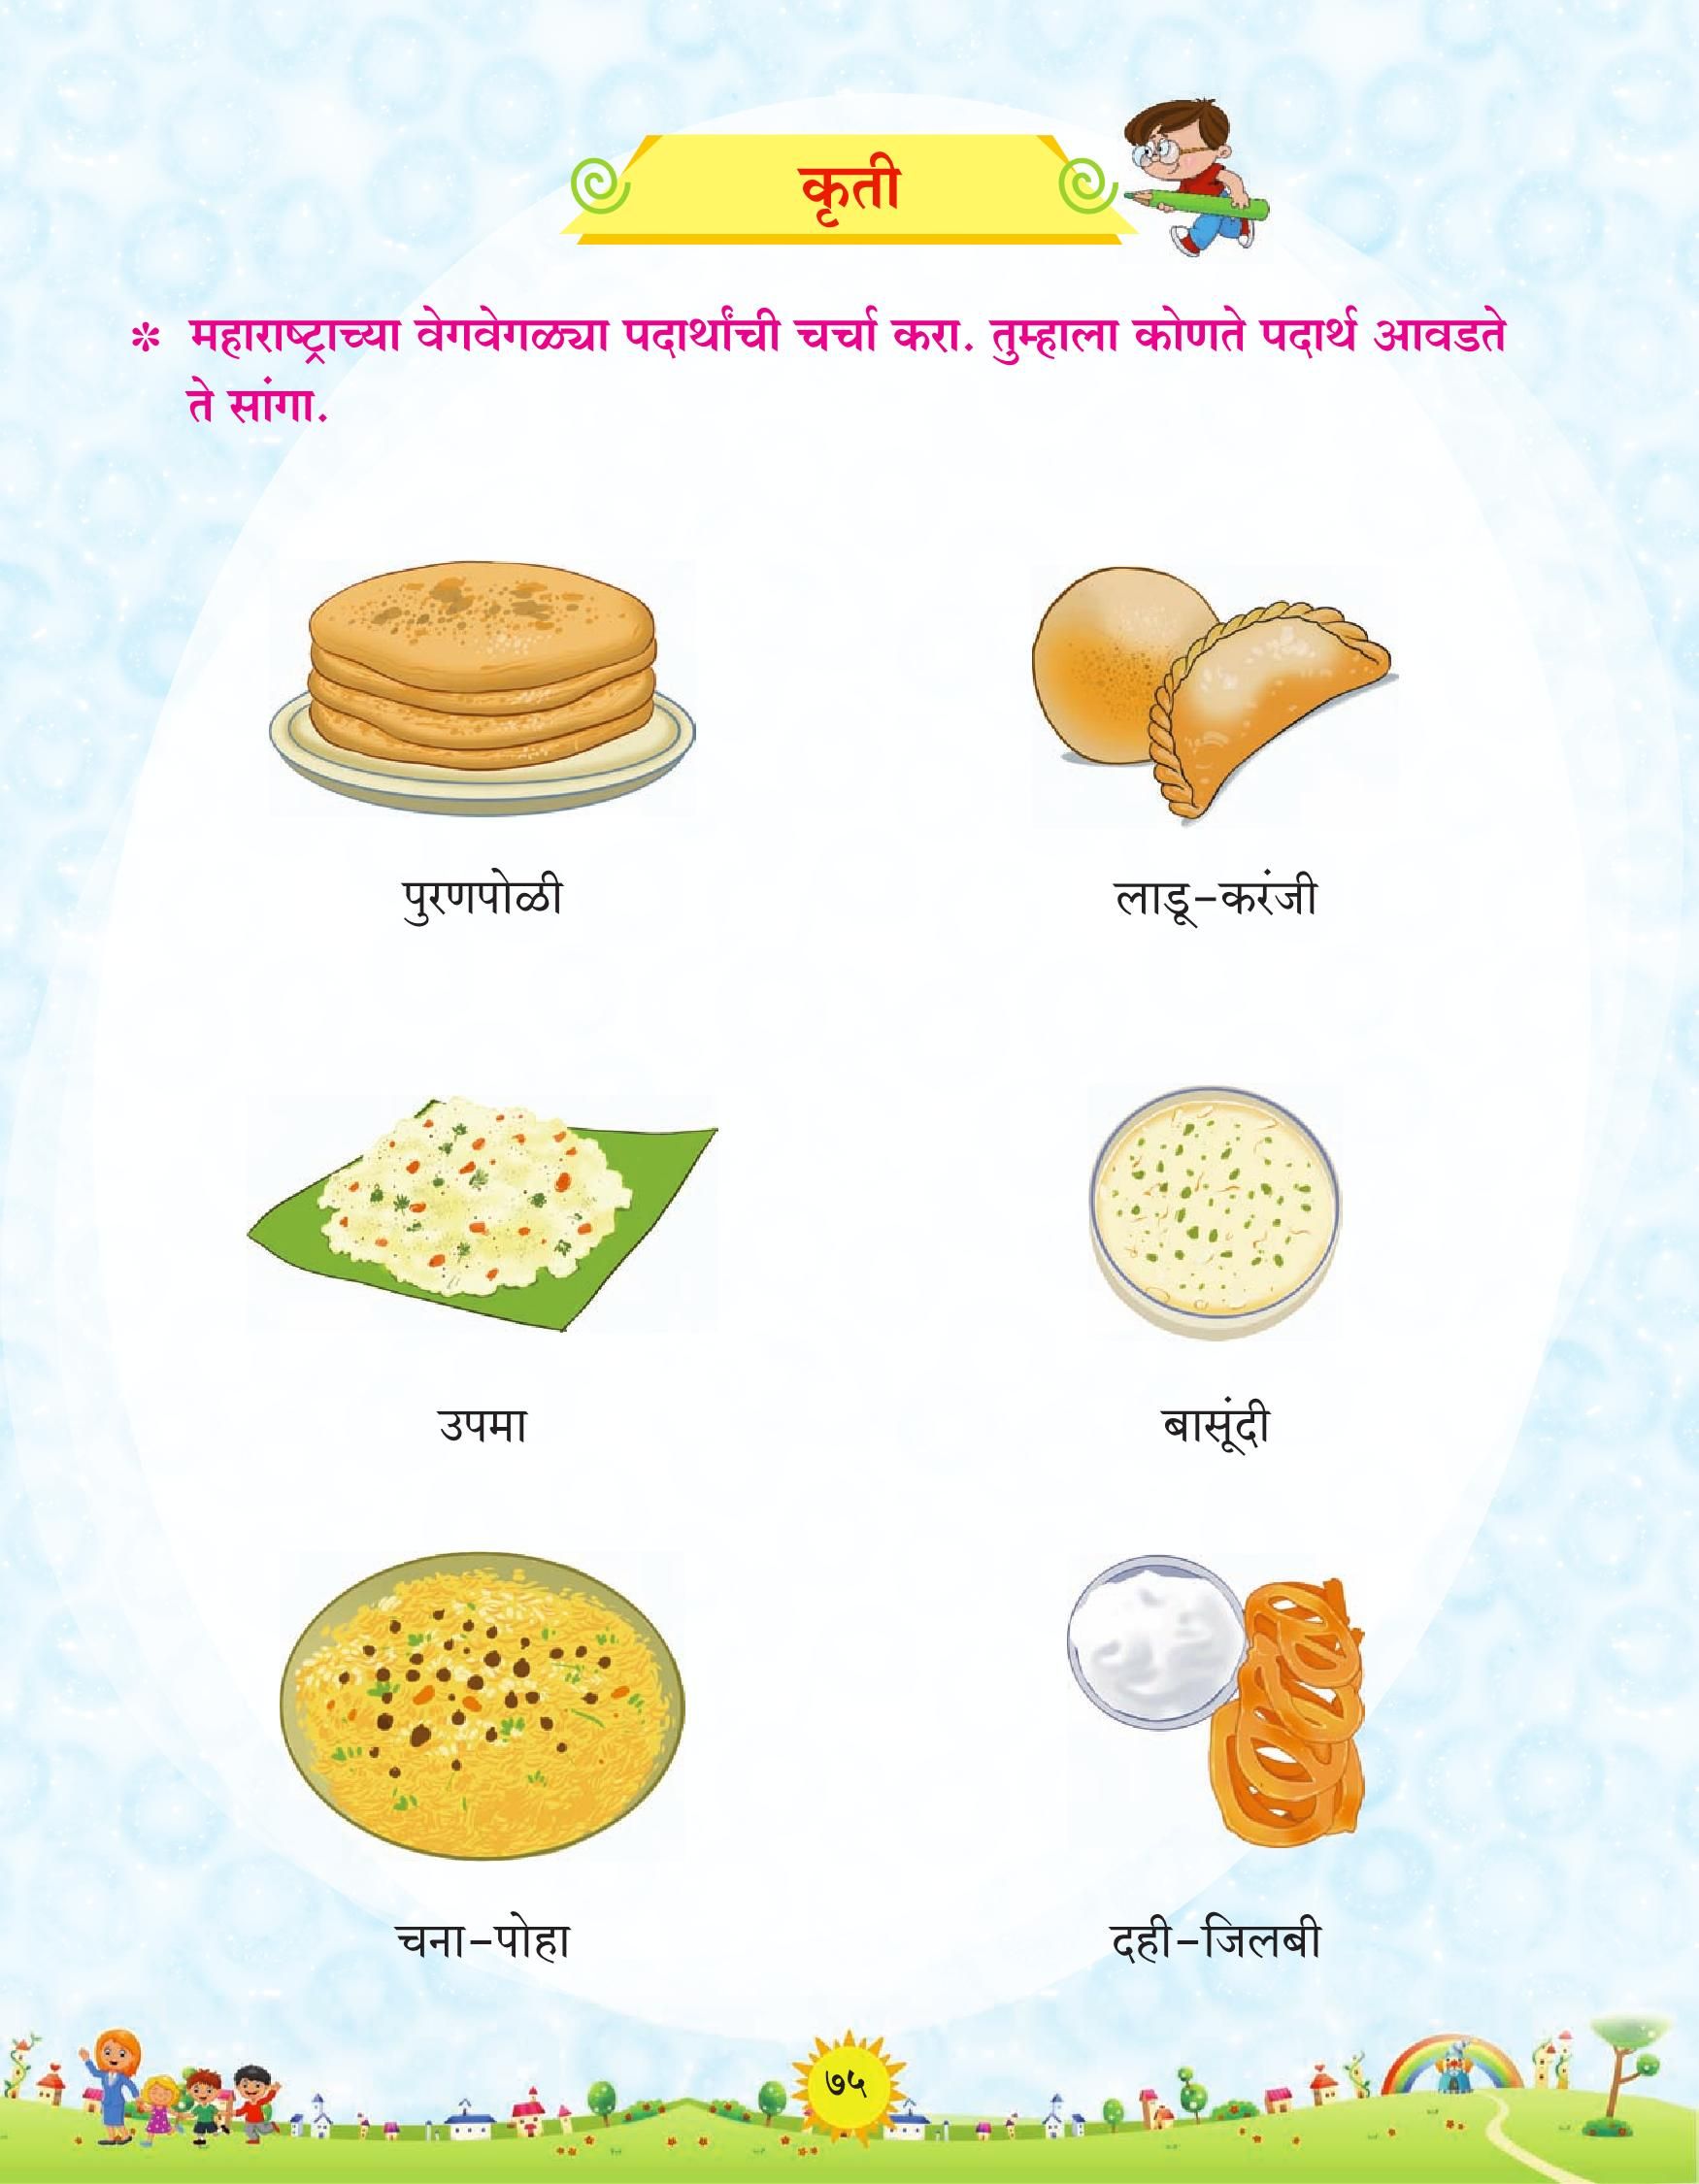 कृती
* महाराष्ट्राच्या वेगवेगळ्या पदार्थांची चर्चा करा. तुम्हाला कोणते पदार्थ आवडते
ते सांगा.
पुरणपोळी
लाडू-करंजी
उपमा
बासूंदी
चना-पोहा
दही-जिलबी
७५